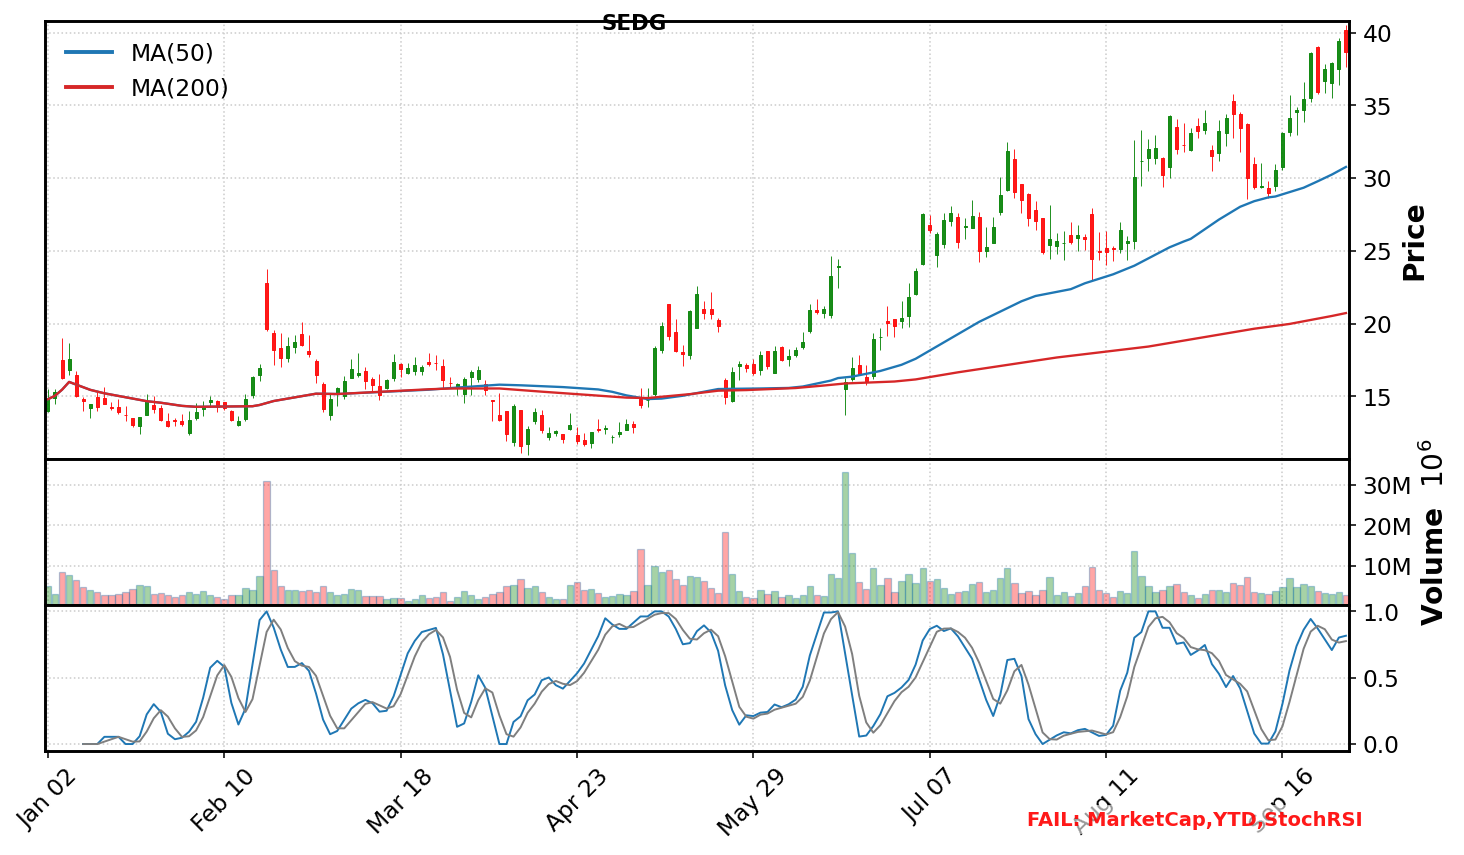 SEDG
MA(50)
MA(200)
40
35
30
25
20
15
Price
10⁶
30M
20M
10M
Volume
1.0
0.5
0.0
Jan 02
Feb 10
Mar 18
Apr 23
May 29
Jul 07
Aug 11
Sep 16
FAIL: MarketCap,YTD,StochRSI